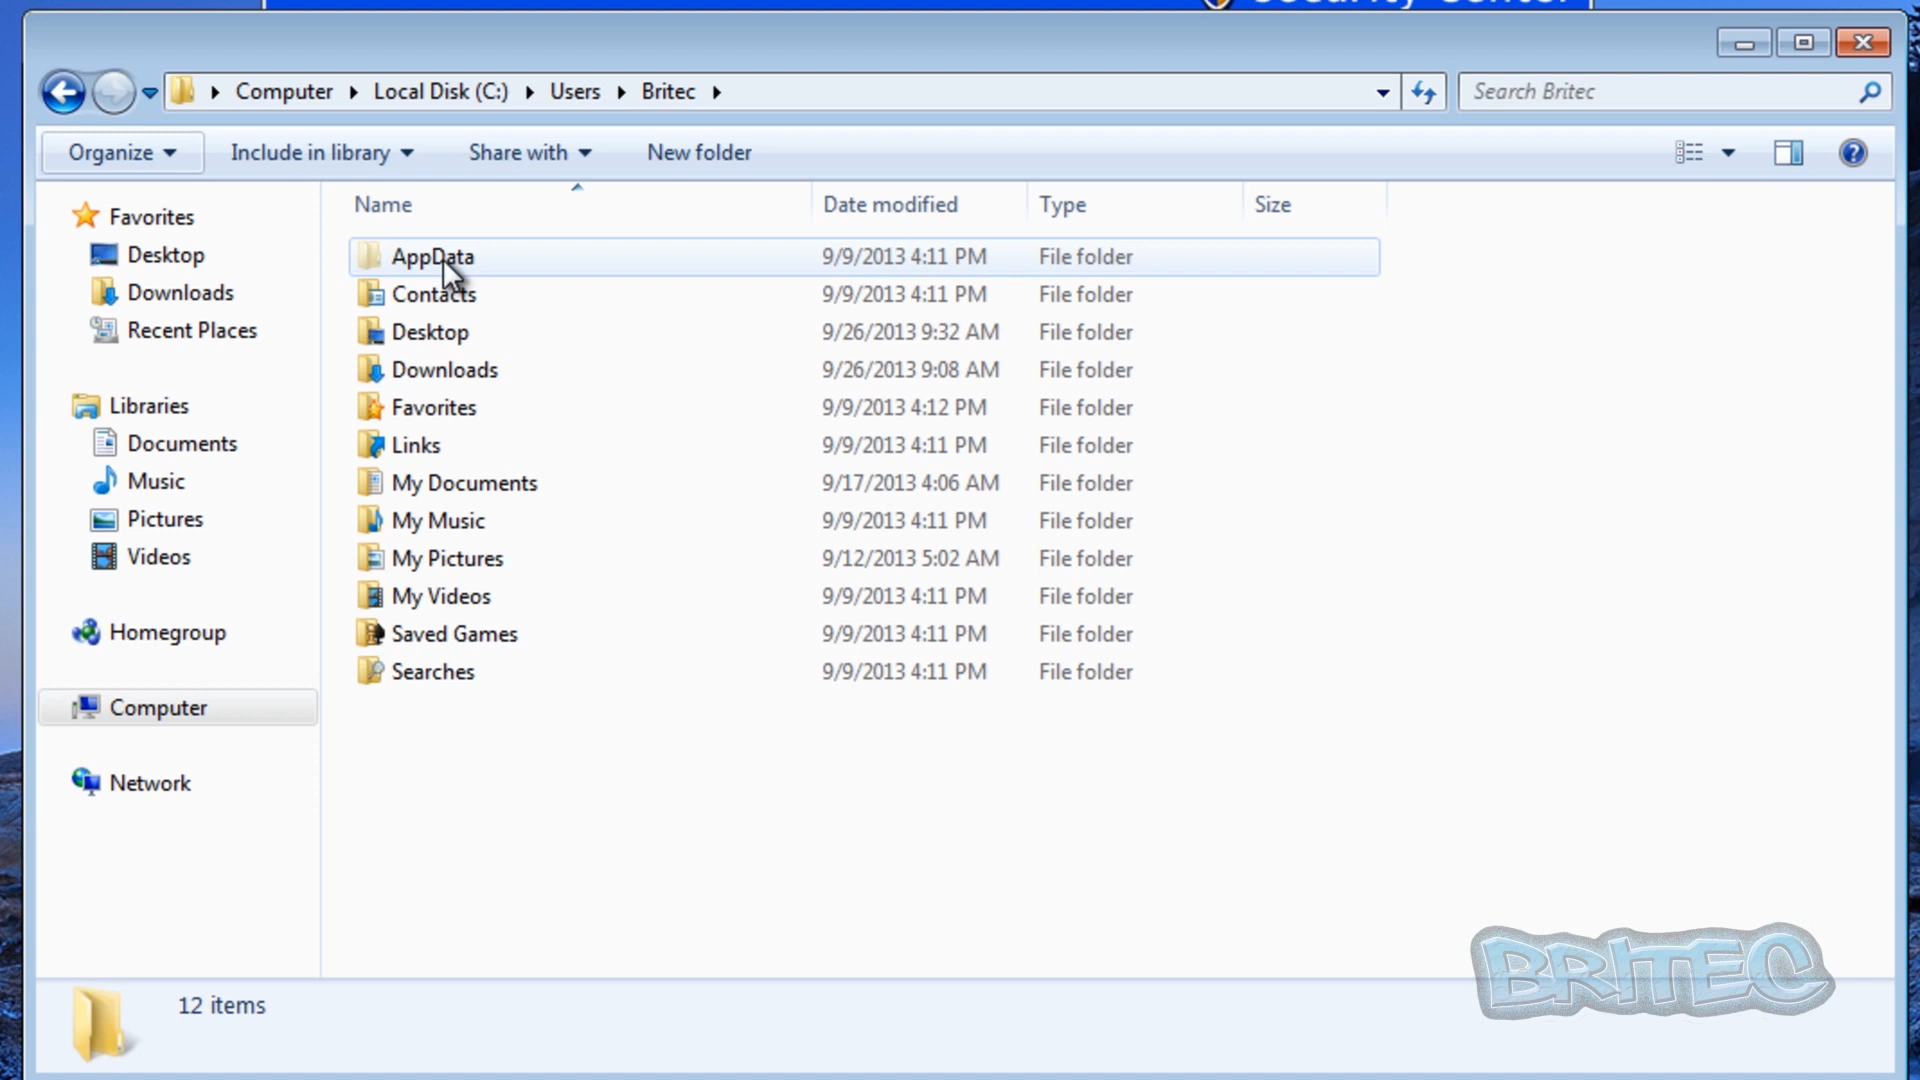 Security Center
Computer Local Disk (C:) Users Britec
Search Britec
Organize Include in library Share with New folder
Name Date modified Type Size
Favorites
Desktop
Downloads
Recent Places
Libraries
Documents
Music
Pictures
Videos
Homegroup
Computer
Network
AppData 9/9/2013 4:11 PM File folder
Contacts 9/9/2013 4:11 PM File folder
Desktop 9/26/2013 9:32 AM File folder
Downloads 9/26/2013 9:08 AM File folder
Favorites 9/9/2013 4:12 PM File folder
Links 9/9/2013 4:11 PM File folder
My Documents 9/17/2013 4:06 AM File folder
My Music 9/9/2013 4:11 PM File folder
My Pictures 9/12/2013 5:02 AM File folder
My Videos 9/9/2013 4:11 PM File folder
Saved Games 9/9/2013 4:11 PM File folder
Searches 9/9/2013 4:11 PM File folder
12 items
BRITEC